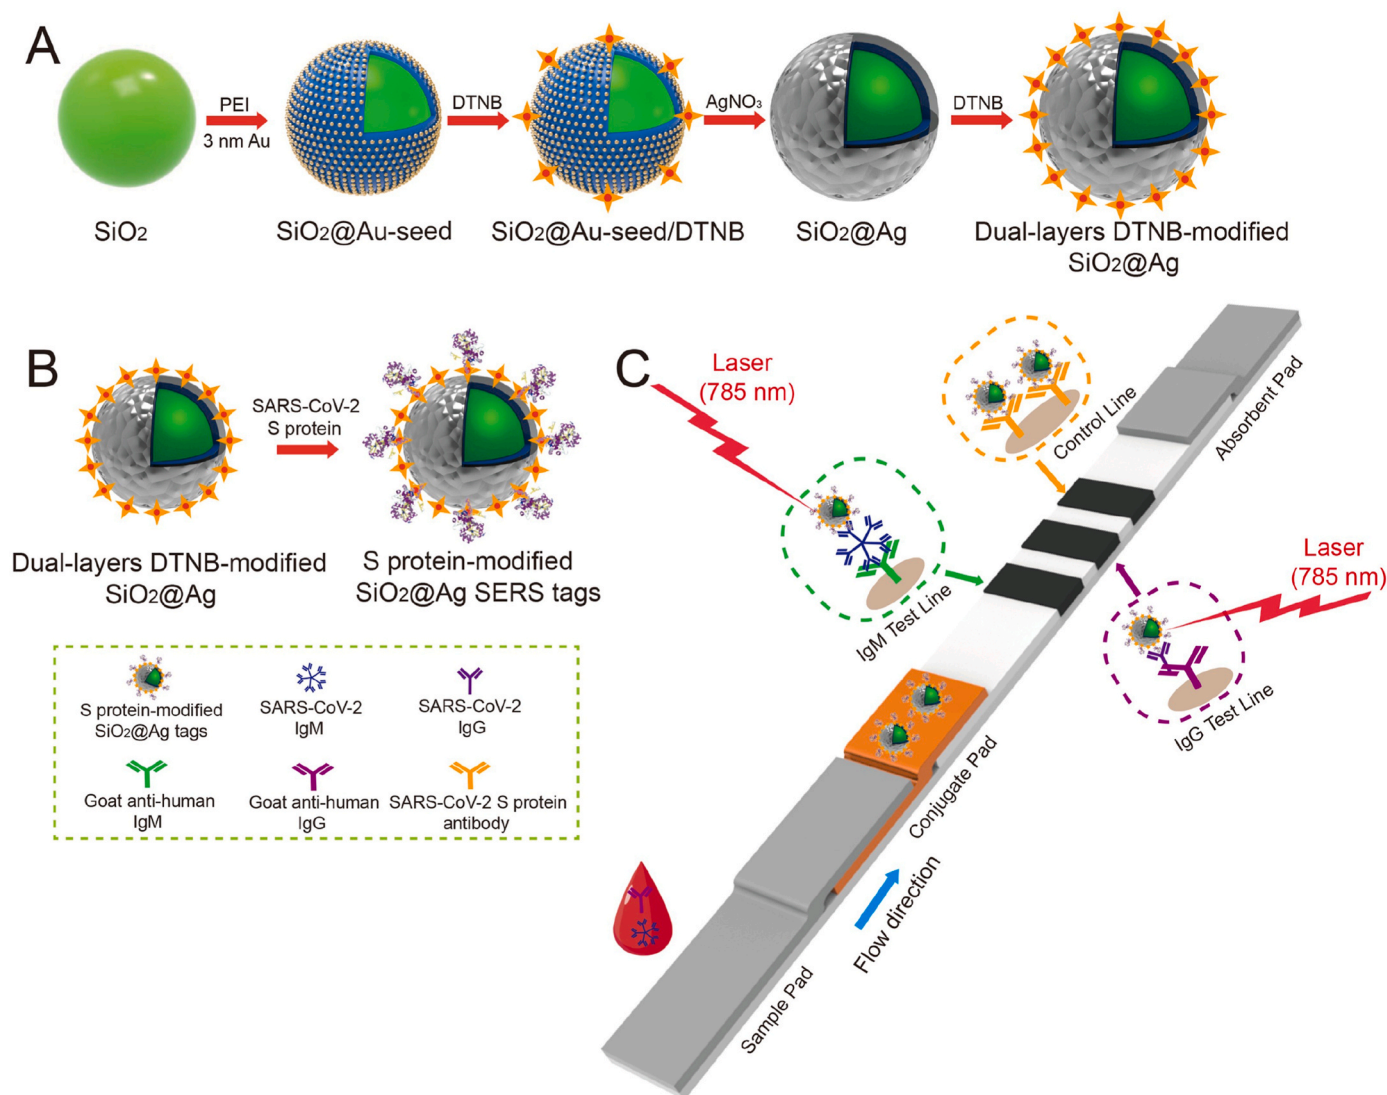 A
PEI
3 nm Au
DTNB
AgNO₃
DTNB
SiO₂
SiO₂@Au-seed
SiO₂@Au-seed/DTNB
SiO₂@Ag
Dual-layers DTNB-modified
SiO₂@Ag
B
SARS-CoV-2
S protein
Dual-layers DTNB-modified
SiO₂@Ag
S protein-modified
SiO₂@Ag SERS tags
S protein-modified
SiO₂@Ag tags
SARS-CoV-2
IgM
SARS-CoV-2
IgG
Goat anti-human
IgM
Goat anti-human
IgG
SARS-CoV-2 S protein
antibody
C
Laser
(785 nm)
Control Line
Absorbent Pad
IgM Test Line
Laser
(785 nm)
IgG Test Line
Conjugate Pad
Flow direction
Sample Pad